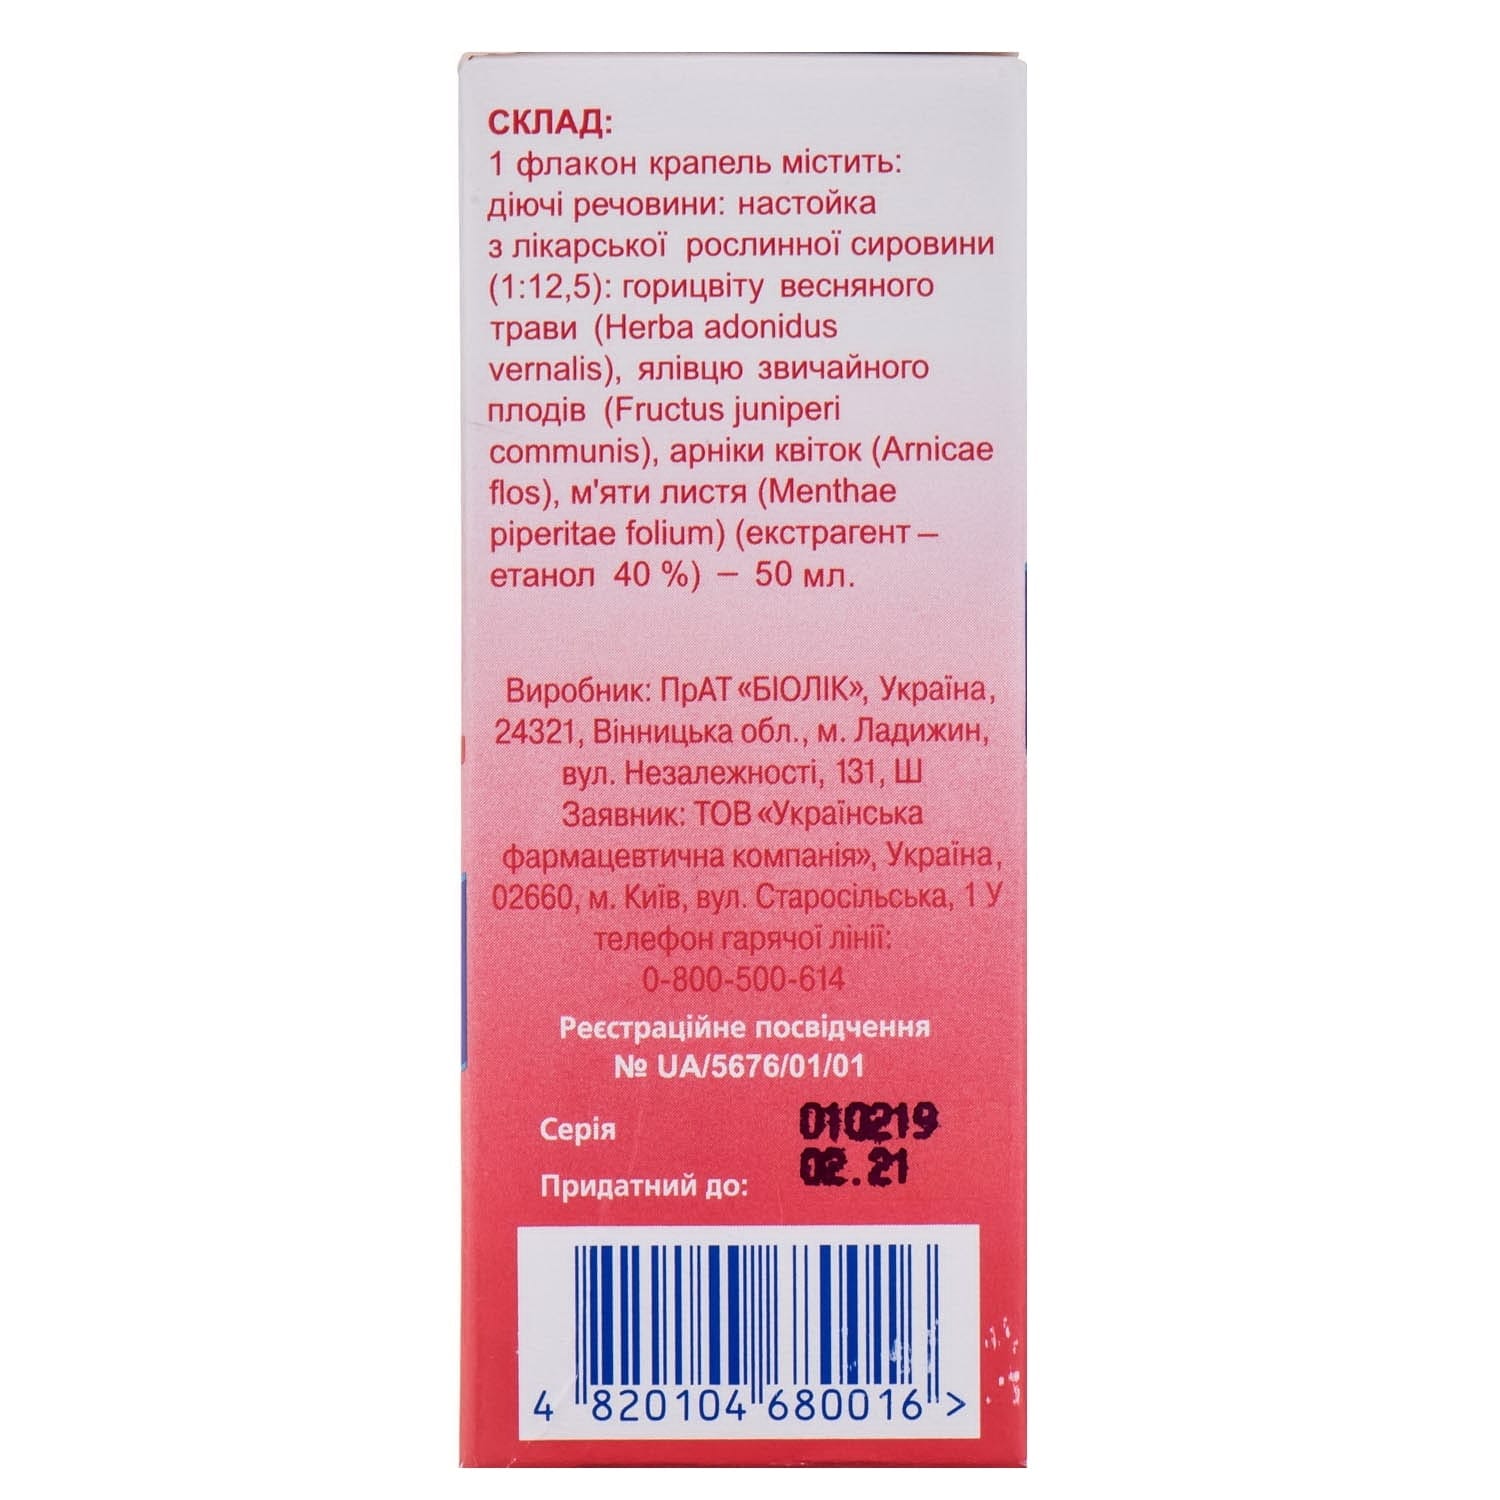 СКЛАД:
1 флакон крапель містить:
діючі речовини: настойка
з лікарської рослинної сировини
(1:12,5): горицвіту весняного
трави (Herba adonidus
vernalis), ялівцю звичайного
плодів (Fructus juniperi
communis), арніки квіток (Arnicae
flos), м'яти листя (Menthae
piperitae folium) (екстрагент –
етанол 40 %) – 50 мл.
Виробник: ПрАТ «БІОЛІК», Україна,
24321, Вінницька обл., м. Ладижин,
вул. Незалежності, 131, Ш
Заявник: ТОВ «Українська
фармацевтична компанія», Україна,
02660, м. Київ, вул. Старосільська, 1 У
телефон гарячої лінії:
0-800-500-614
Реєстраційне посвідчення
№ UA/5676/01/01
Серія 010219
Придатний до: 02.21
4 820104 680016 >